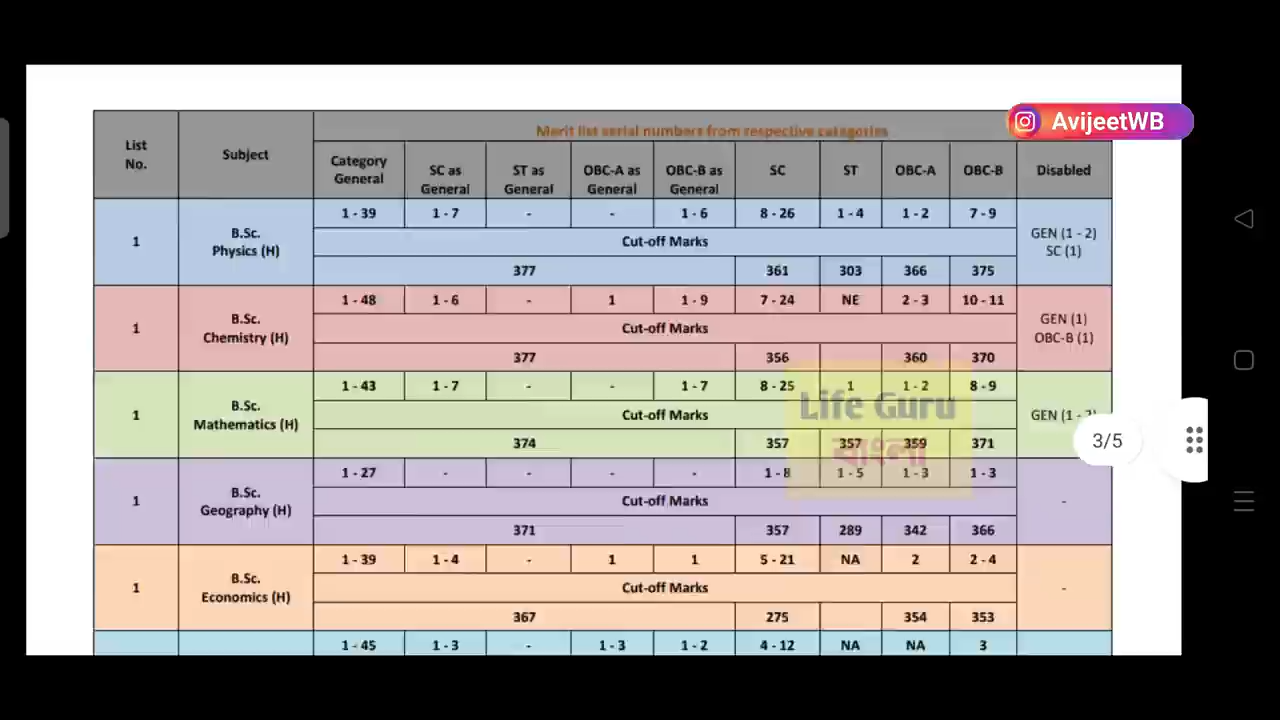 AvijeetWB
Merit list serial numbers from respective categories
List No. Subject Category General SC as General ST as General OBC-A as General OBC-B as General SC ST OBC-A OBC-B Disabled
1 - 39 1 - 7 - - 1 - 6 8 - 26 1 - 4 1 - 2 7 - 9
1 B.Sc. Physics (H) Cut-off Marks GEN (1 - 2) SC (1)
377 361 303 366 375
1 - 48 1 - 6 - 1 1 - 9 7 - 24 NE 2 - 3 10 - 11
1 B.Sc. Chemistry (H) Cut-off Marks GEN (1) OBC-B (1)
377 356 360 370
1 - 43 1 - 7 - - 1 - 7 8 - 25 1 1 - 2 8 - 9
1 B.Sc. Mathematics (H) Cut-off Marks GEN (1 -
374 357 357 359 371
Life Guru
বাংলা
3/5
1 - 27 - - - - 1 - 8 1 - 5 1 - 3 1 - 3
1 B.Sc. Geography (H) Cut-off Marks -
371 357 289 342 366
1 - 39 1 - 4 - 1 1 5 - 21 NA 2 2 - 4
1 B.Sc. Economics (H) Cut-off Marks -
367 275 354 353
1 - 45 1 - 3 - 1 - 3 1 - 2 4 - 12 NA NA 3